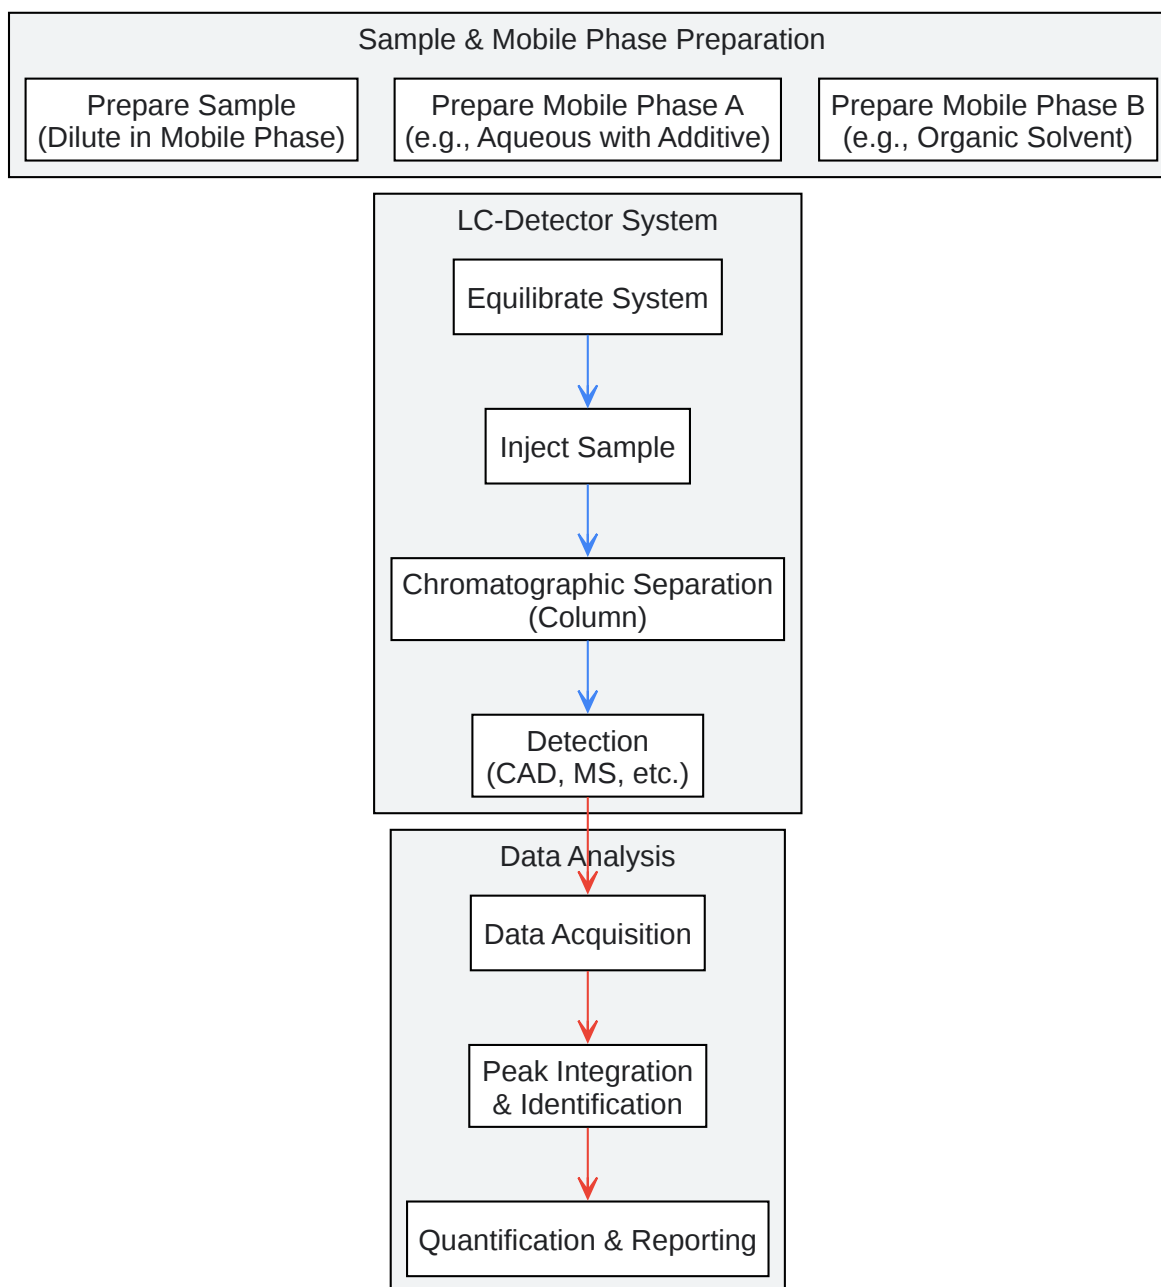 Sample & Mobile Phase Preparation
Prepare Sample
(Dilute in Mobile Phase)
Prepare Mobile Phase A
(e.g., Aqueous with Additive)
Prepare Mobile Phase B
(e.g., Organic Solvent)
LC-Detector System
Equilibrate System
Inject Sample
Chromatographic Separation
(Column)
Detection
(CAD, MS, etc.)
Data Analysis
Data Acquisition
Peak Integration
& Identification
Quantification & Reporting